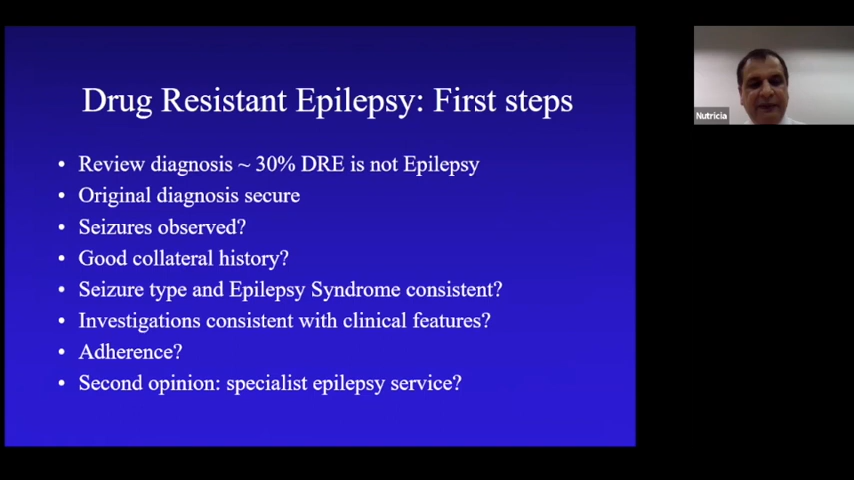 Drug Resistant Epilepsy: First steps
• Review diagnosis ~ 30% DRE is not Epilepsy
• Original diagnosis secure
• Seizures observed?
• Good collateral history?
• Seizure type and Epilepsy Syndrome consistent?
• Investigations consistent with clinical features?
• Adherence?
• Second opinion: specialist epilepsy service?
Nutricia